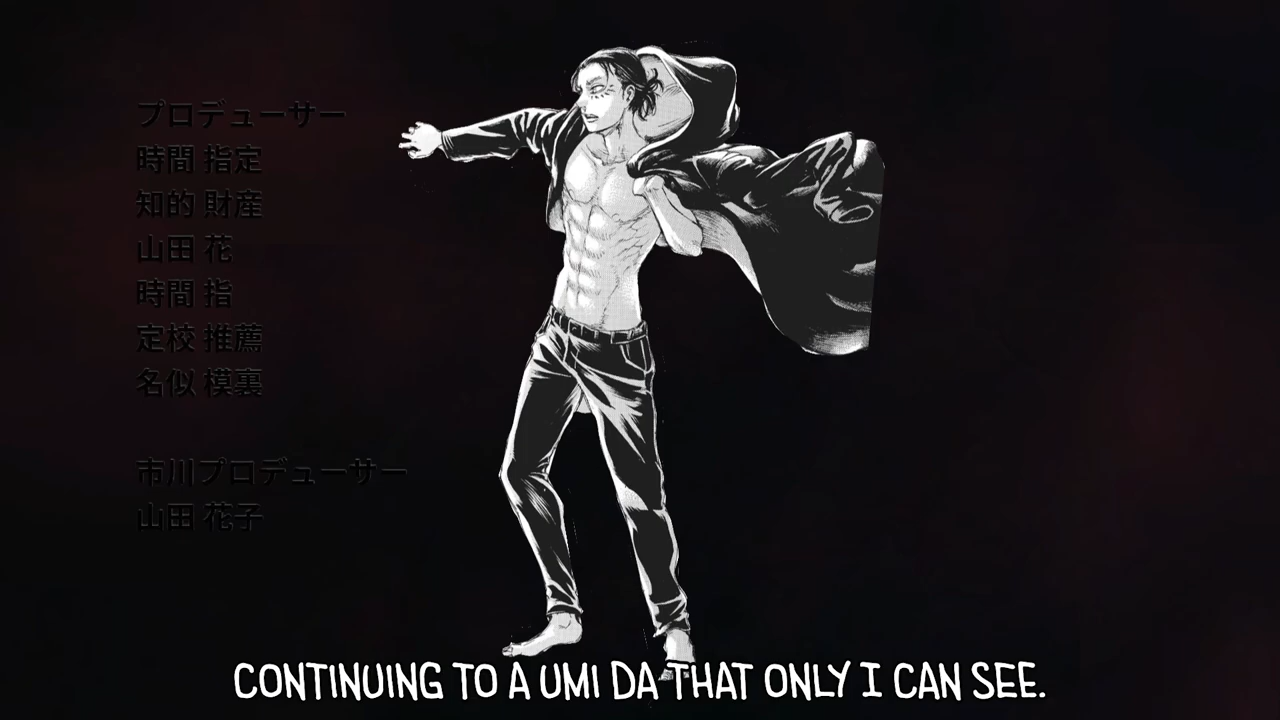 プロデューサー
時間 指定
知的 財産
山田 花
時間 指
定校 推薦
名似 模裏
市川プロデューサー
山田 花子
CONTINUING TO A UMI DA THAT ONLY I CAN SEE.